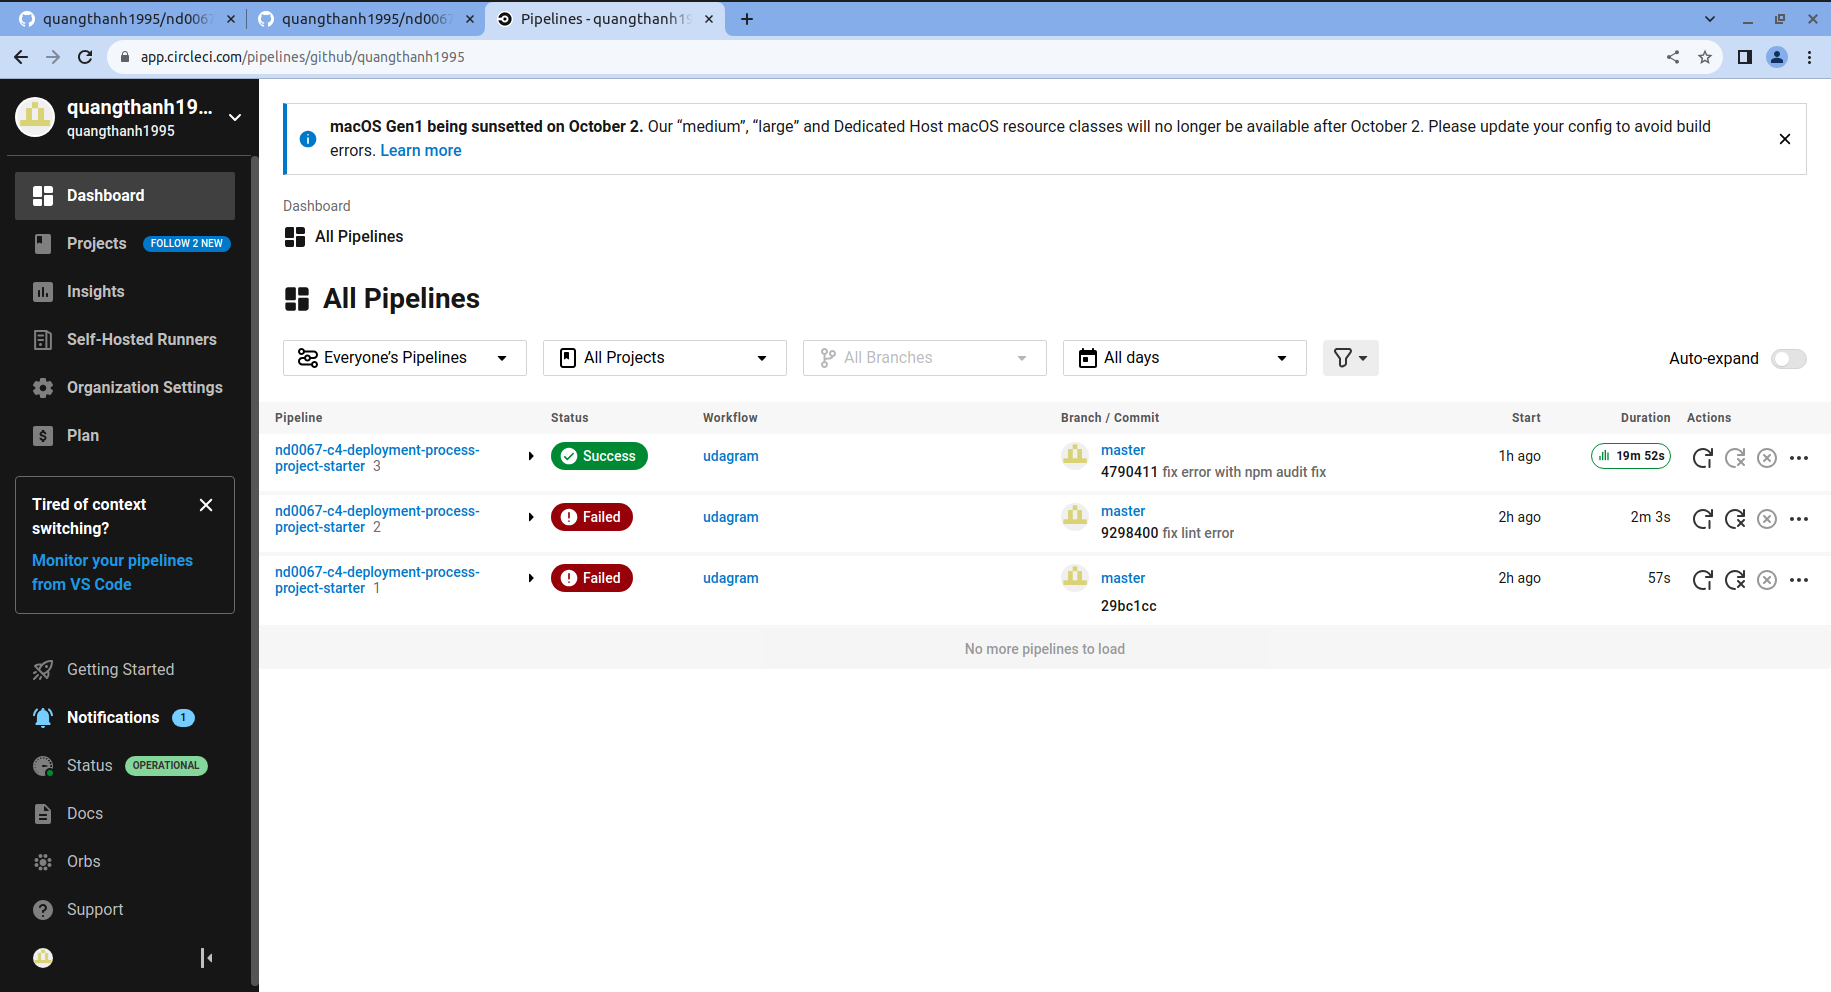 quangthanh1995/nd0067
quangthanh1995/nd0067
Pipelines - quangthanh19
app.circleci.com/pipelines/github/quangthanh1995
quangthanh19...
quangthanh1995
Dashboard
Projects FOLLOW 2 NEW
Insights
Self-Hosted Runners
Organization Settings
Plan
Tired of context
switching?
Monitor your pipelines
from VS Code
Getting Started
Notifications 1
Status OPERATIONAL
Docs
Orbs
Support
macOS Gen1 being sunsetted on October 2. Our “medium”, “large” and Dedicated Host macOS resource classes will no longer be available after October 2. Please update your config to avoid build
errors. Learn more
Dashboard
All Pipelines
All Pipelines
Everyone’s Pipelines All Projects All Branches All days Auto-expand
Pipeline Status Workflow Branch / Commit Start Duration Actions
nd0067-c4-deployment-process-
project-starter 3
Success
udagram
master
4790411 fix error with npm audit fix
1h ago
19m 52s
nd0067-c4-deployment-process-
project-starter 2
Failed
udagram
master
9298400 fix lint error
2h ago
2m 3s
nd0067-c4-deployment-process-
project-starter 1
Failed
udagram
master
29bc1cc
2h ago
57s
No more pipelines to load